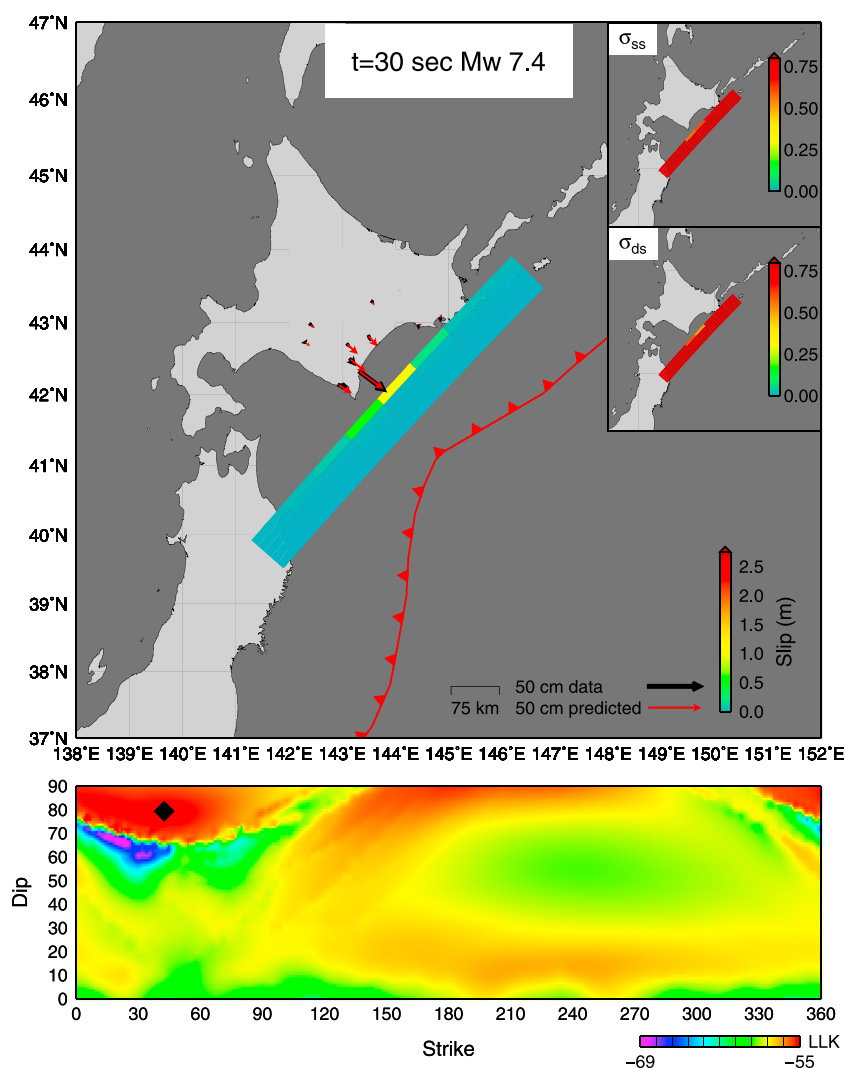 47˚N
46˚N
45˚N
44˚N
43˚N
42˚N
41˚N
40˚N
39˚N
38˚N
37˚N
t=30 sec Mw 7.4
σss
0.75
0.50
0.25
0.00
σds
0.75
0.50
0.25
0.00
2.5
2.0
1.5
1.0
0.5
0.0
Slip (m)
50 cm data
75 km 50 cm predicted
138˚E 139˚E 140˚E 141˚E 142˚E 143˚E 144˚E 145˚E 146˚E 147˚E 148˚E 149˚E 150˚E 151˚E 152˚E
90
80
70
60
50
40
30
20
10
0
Dip
0 30 60 90 120 150 180 210 240 270 300 330 360
Strike
LLK
−69 −55